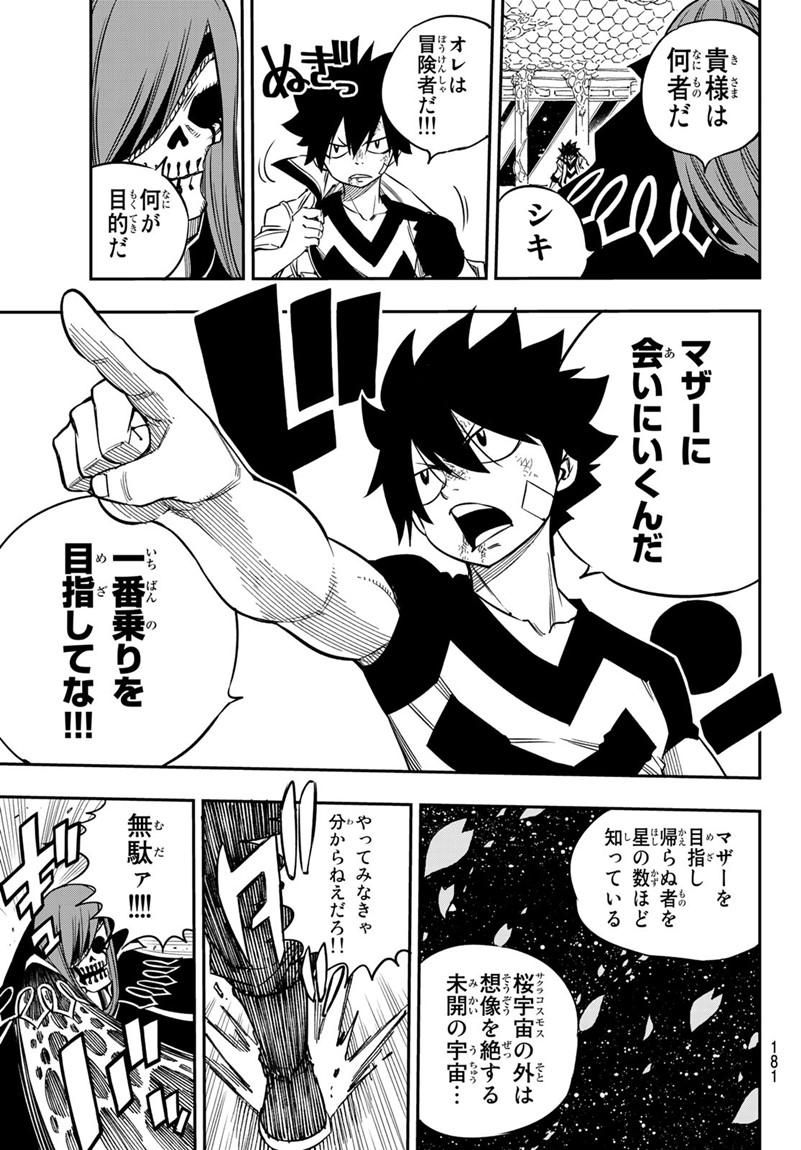 貴様は
何者だ
シキ
オレは
冒険者だ!!!
ぬぎっ
何が
目的だ
マザーに
会いにいくんだ
一番乗りを
目指してな!!!
ドン
マザーを
目指し
帰らぬ者を
星の数ほど
知っている
桜宇宙の外は
想像を絶する
未開の宇宙…
やってみなきゃ
分からねえだろ!!
ダッ
無駄ァ!!!!
181